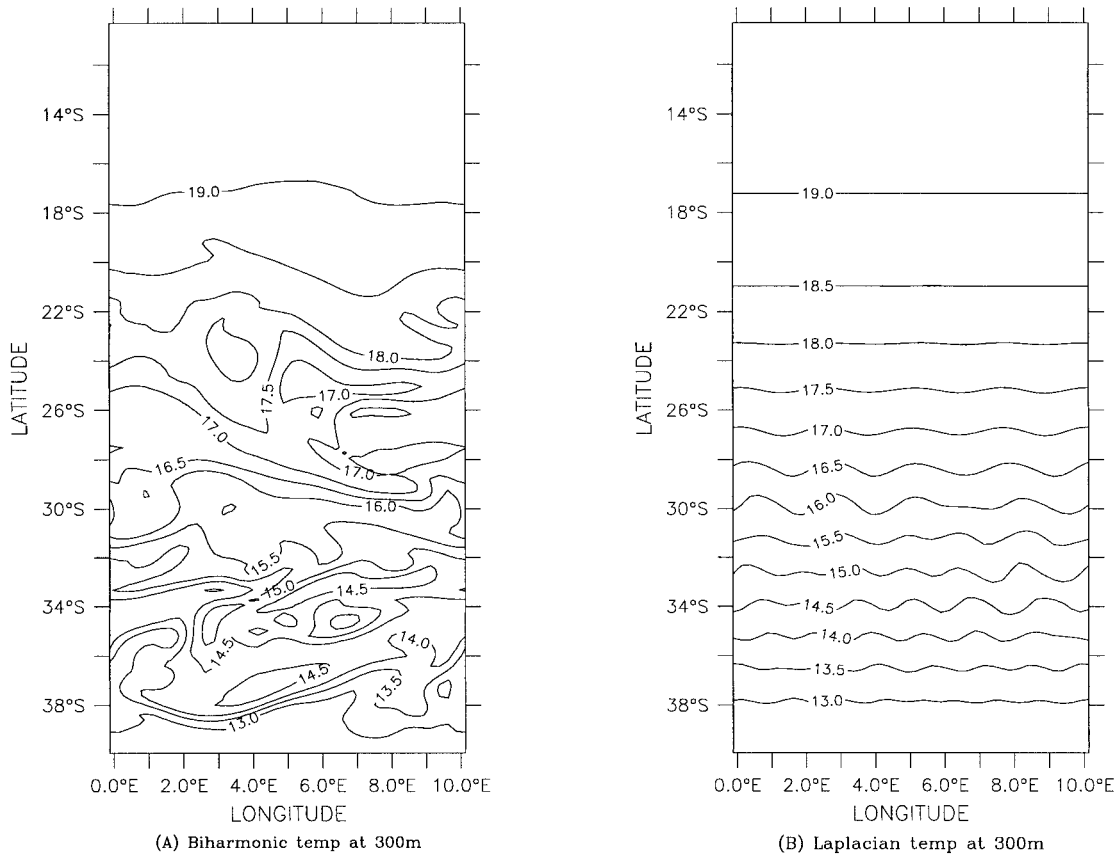 14°S
18°S
22°S
26°S
30°S
34°S
38°S
LATITUDE
19.0
18.0
17.5
17.0
17.0
17.0
16.5
16.0
15.5
15.0
14.5
14.5
14.0
14.5
13.5
13.0
0.0°E 2.0°E 4.0°E 6.0°E 8.0°E 10.0°E
LONGITUDE
(A) Biharmonic temp at 300m
14°S
18°S
22°S
26°S
30°S
34°S
38°S
LATITUDE
19.0
18.5
18.0
17.5
17.0
16.5
16.0
15.5
15.0
14.5
14.0
13.5
13.0
0.0°E 2.0°E 4.0°E 6.0°E 8.0°E 10.0°E
LONGITUDE
(B) Laplacian temp at 300m